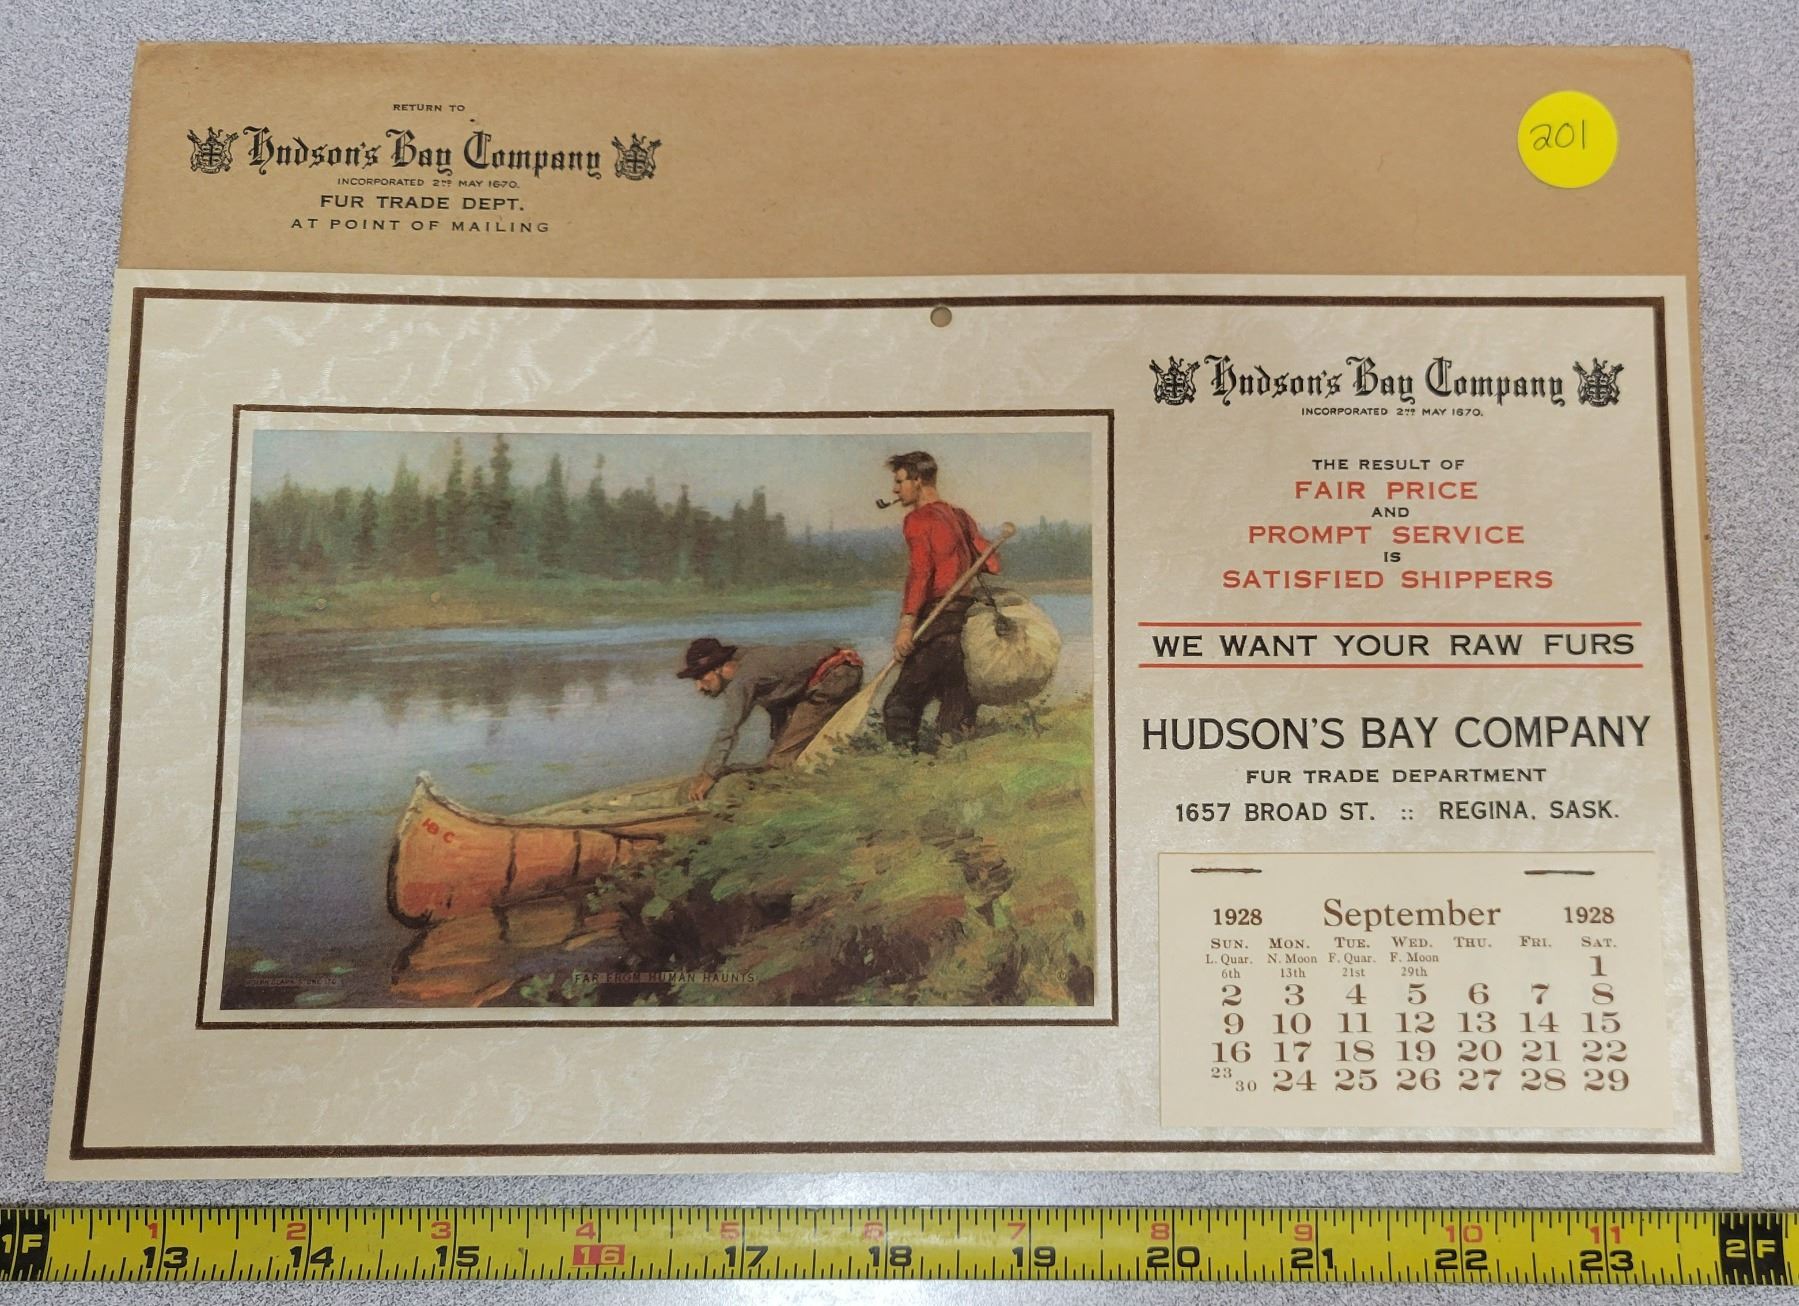 RETURN TO
Hudson's Bay Company
INCORPORATED 2ND MAY 1670.
FUR TRADE DEPT.
AT POINT OF MAILING
201
Hudson's Bay Company
INCORPORATED 2ND MAY 1670.
THE RESULT OF
FAIR PRICE
AND
PROMPT SERVICE
IS
SATISFIED SHIPPERS
WE WANT YOUR RAW FURS
HUDSON'S BAY COMPANY
FUR TRADE DEPARTMENT
1657 BROAD ST. :: REGINA, SASK.
HBC
FAR FROM HUMAN HAUNTS
©
1928 September 1928
SUN. MON. TUE. WED. THU. FRI. SAT.
L. Quar. N. Moon F. Quar. F. Moon
6th 13th 21st 29th
1
2 3 4 5 6 7 8
9 10 11 12 13 14 15
16 17 18 19 20 21 22
23 30 24 25 26 27 28 29
1F 1 2 3 4 5 6 7 8 9 10 11 2F
13 14 15 16 17 18 19 20 21 22 23